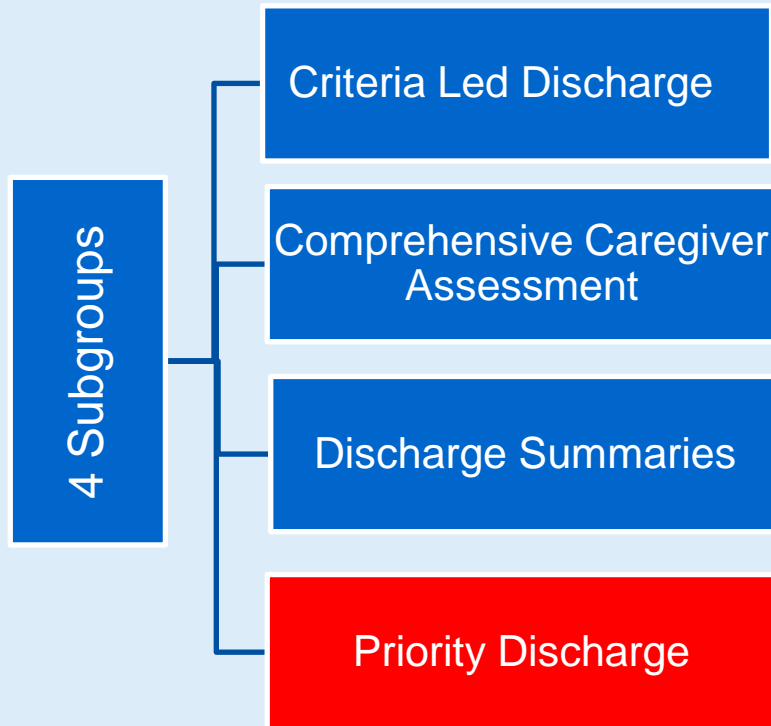 4 Subgroups
Criteria Led Discharge
Comprehensive Caregiver
Assessment
Discharge Summaries
Priority Discharge